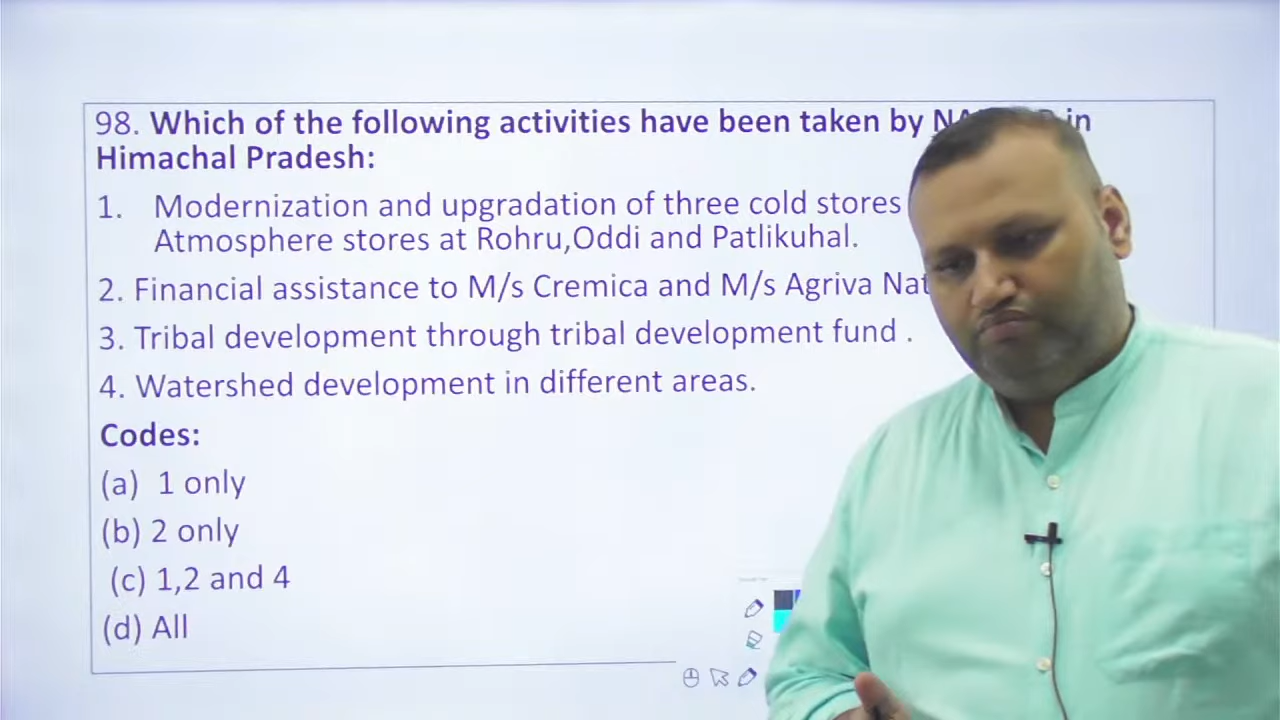 98. Which of the following activities have been taken by in
Himachal Pradesh:
1. Modernization and upgradation of three cold stores
Atmosphere stores at Rohru,Oddi and Patlikuhal.
2. Financial assistance to M/s Cremica and M/s Agriva
3. Tribal development through tribal development fund .
4. Watershed development in different areas.
Codes:
(a) 1 only
(b) 2 only
(c) 1,2 and 4
(d) All